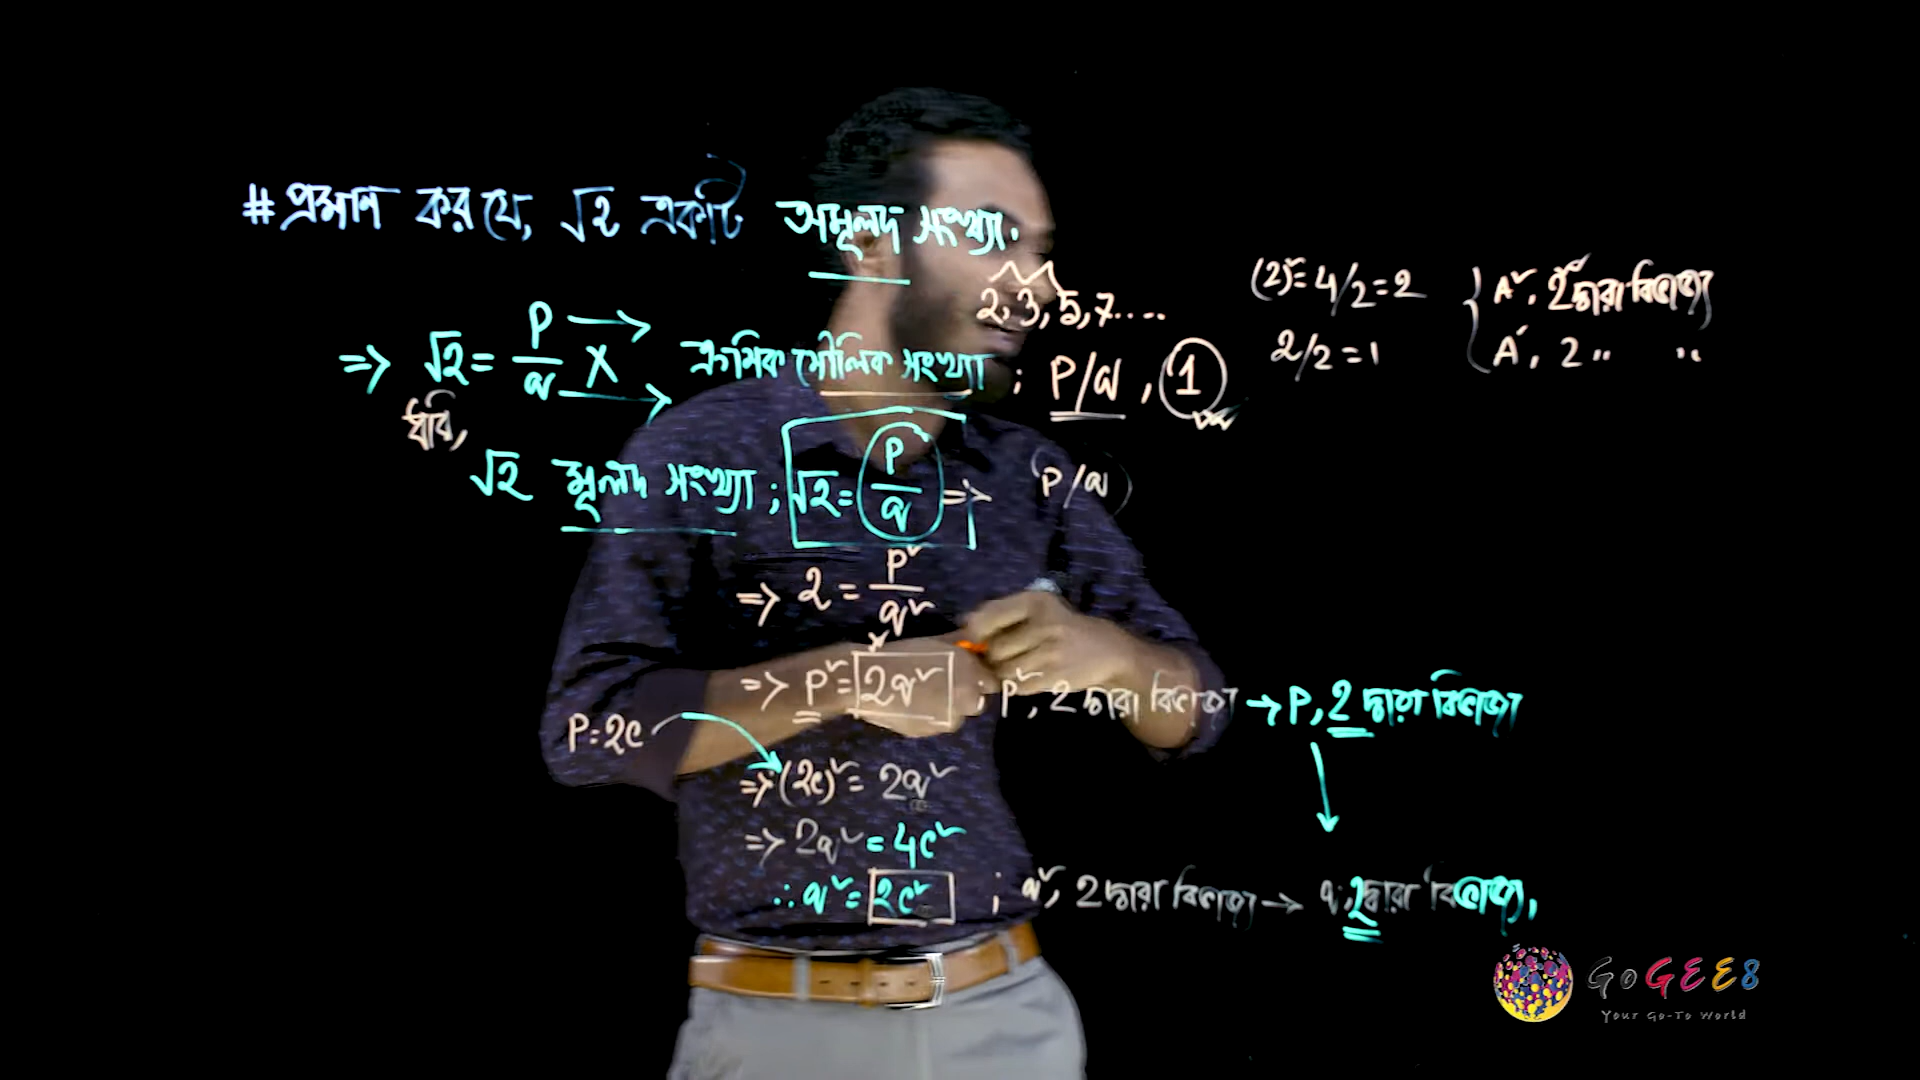 # প্রমান কর যে, √২ একটি অমূলদ সংখ্যা.
2, 3, 5, 7....
(2)² = 4/2 = 2
2/2 = 1
A², 2 দ্বারা বিভাজ্য
A, 2 " "
=> √২ = P/q X → ক্রমিক মৌলিক সংখ্যা ; P/q , 1
ধরি,
√২ মূলদ সংখ্যা ; √২ = P/q => P/q
=> 2 = P²/q²
=> P² = 2q² ; P², 2 দ্বারা বিভাজ্য → P, 2 দ্বারা বিভাজ্য
P = 2c
=> (2c)² = 2q²
=> 2q² = 4c²
∴ q² = 2c² ; q², 2 দ্বারা বিভাজ্য → q, 2 দ্বারা বিভাজ্য,
GOGEE8
Your Go-To World